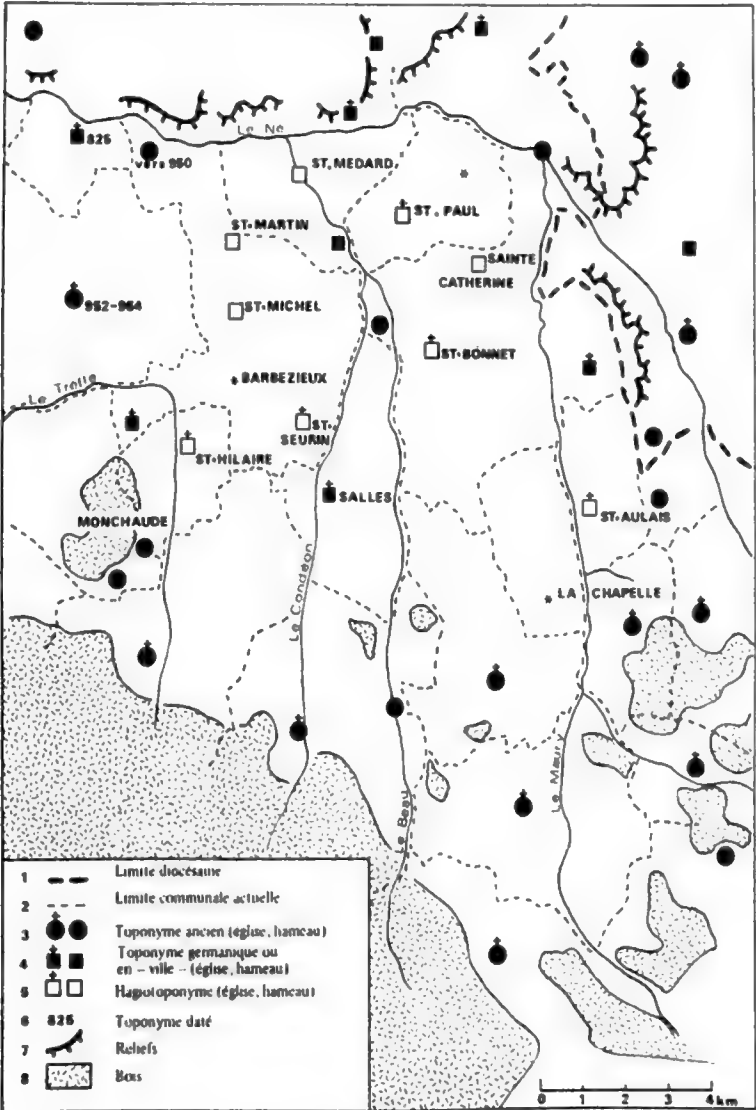 Le Né
825
vers 950
ST. MEDARD
ST. PAUL
ST-MARTIN
SAINTE
CATHERINE
952-954
ST-MICHEL
ST-BONNET
Le Trèfle
BARBEZIEUX
ST-
SEURIN
ST-HILAIRE
SALLES
MONCHAUDE
ST-AULAIS
Le Condéon
LA CHAPELLE
Le Maur
Le Beau
1 Limite diocésaine
2 Limite communale actuelle
3 Toponyme ancien (église, hameau)
4 Toponyme germanique ou
en - ville - (église, hameau)
5 Hagiotoponyme (église, hameau)
6 825 Toponyme daté
7 Reliefs
8 Bois
0 1 2 3 4 km